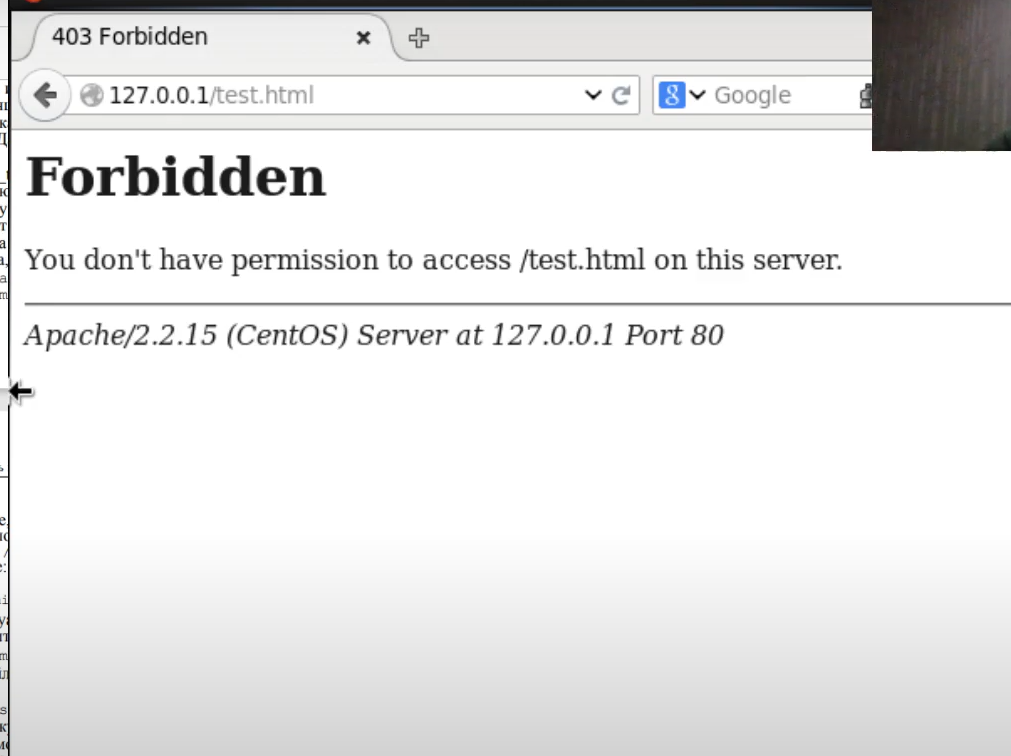 403 Forbidden
127.0.0.1/test.html
Google
Forbidden
You don't have permission to access /test.html on this server.
Apache/2.2.15 (CentOS) Server at 127.0.0.1 Port 80